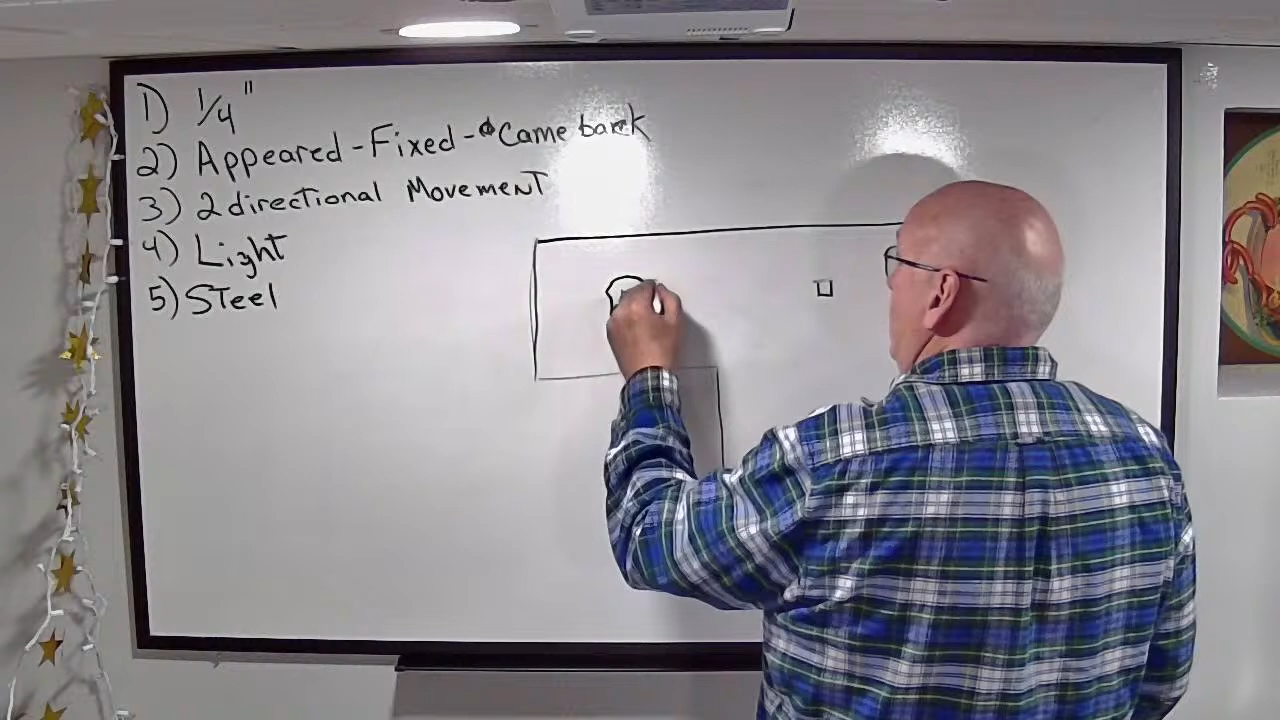 1) 1/4"
2) Appeared - Fixed - & Came back
3) 2 directional Movement
4) Light
5) Steel